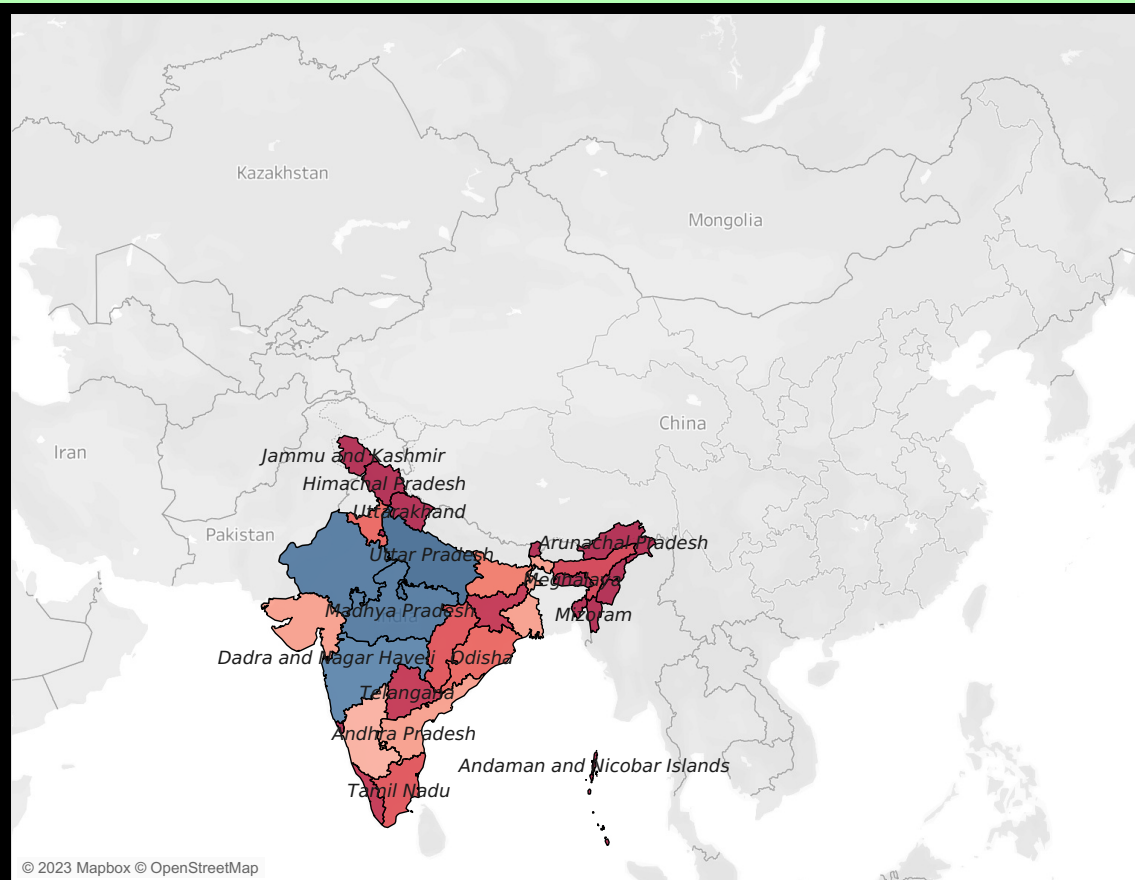 Kazakhstan
Mongolia
China
Iran
Jammu and Kashmir
Himachal Pradesh
Uttarakhand
Pakistan
Arunachal Pradesh
Uttar Pradesh
Meghalaya
Madhya Pradesh
India
Mizoram
Dadra and Nagar Haveli
Odisha
Telangana
Andhra Pradesh
Andaman and Nicobar Islands
Tamil Nadu
© 2023 Mapbox © OpenStreetMap